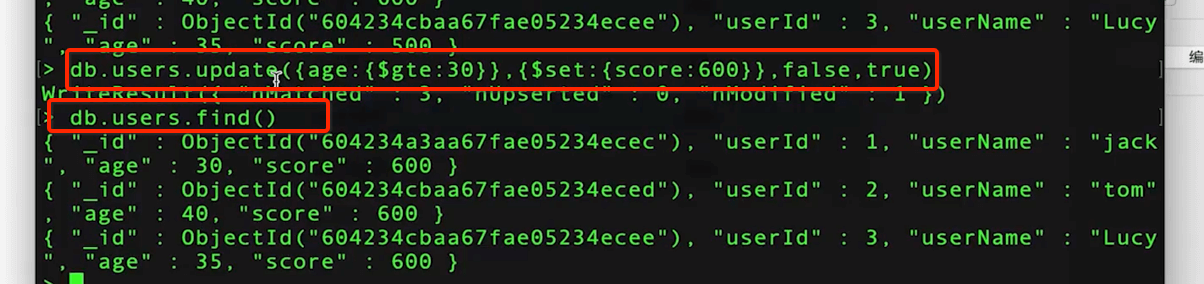 ", "age" : 40, "score" : 600 }
{ "_id" : ObjectId("604234cbaa67fae05234ecee"), "userId" : 3, "userName" : "Lucy
", "age" : 35, "score" : 500 }
> db.users.update({age:{$gte:30}},{$set:{score:600}},false,true)
WriteResult({ "nMatched" : 3, "nUpserted" : 0, "nModified" : 1 })
> db.users.find()
{ "_id" : ObjectId("604234a3aa67fae05234ecec"), "userId" : 1, "userName" : "jack
", "age" : 30, "score" : 600 }
{ "_id" : ObjectId("604234cbaa67fae05234eced"), "userId" : 2, "userName" : "tom"
, "age" : 40, "score" : 600 }
{ "_id" : ObjectId("604234cbaa67fae05234ecee"), "userId" : 3, "userName" : "Lucy
", "age" : 35, "score" : 600 }
>
编